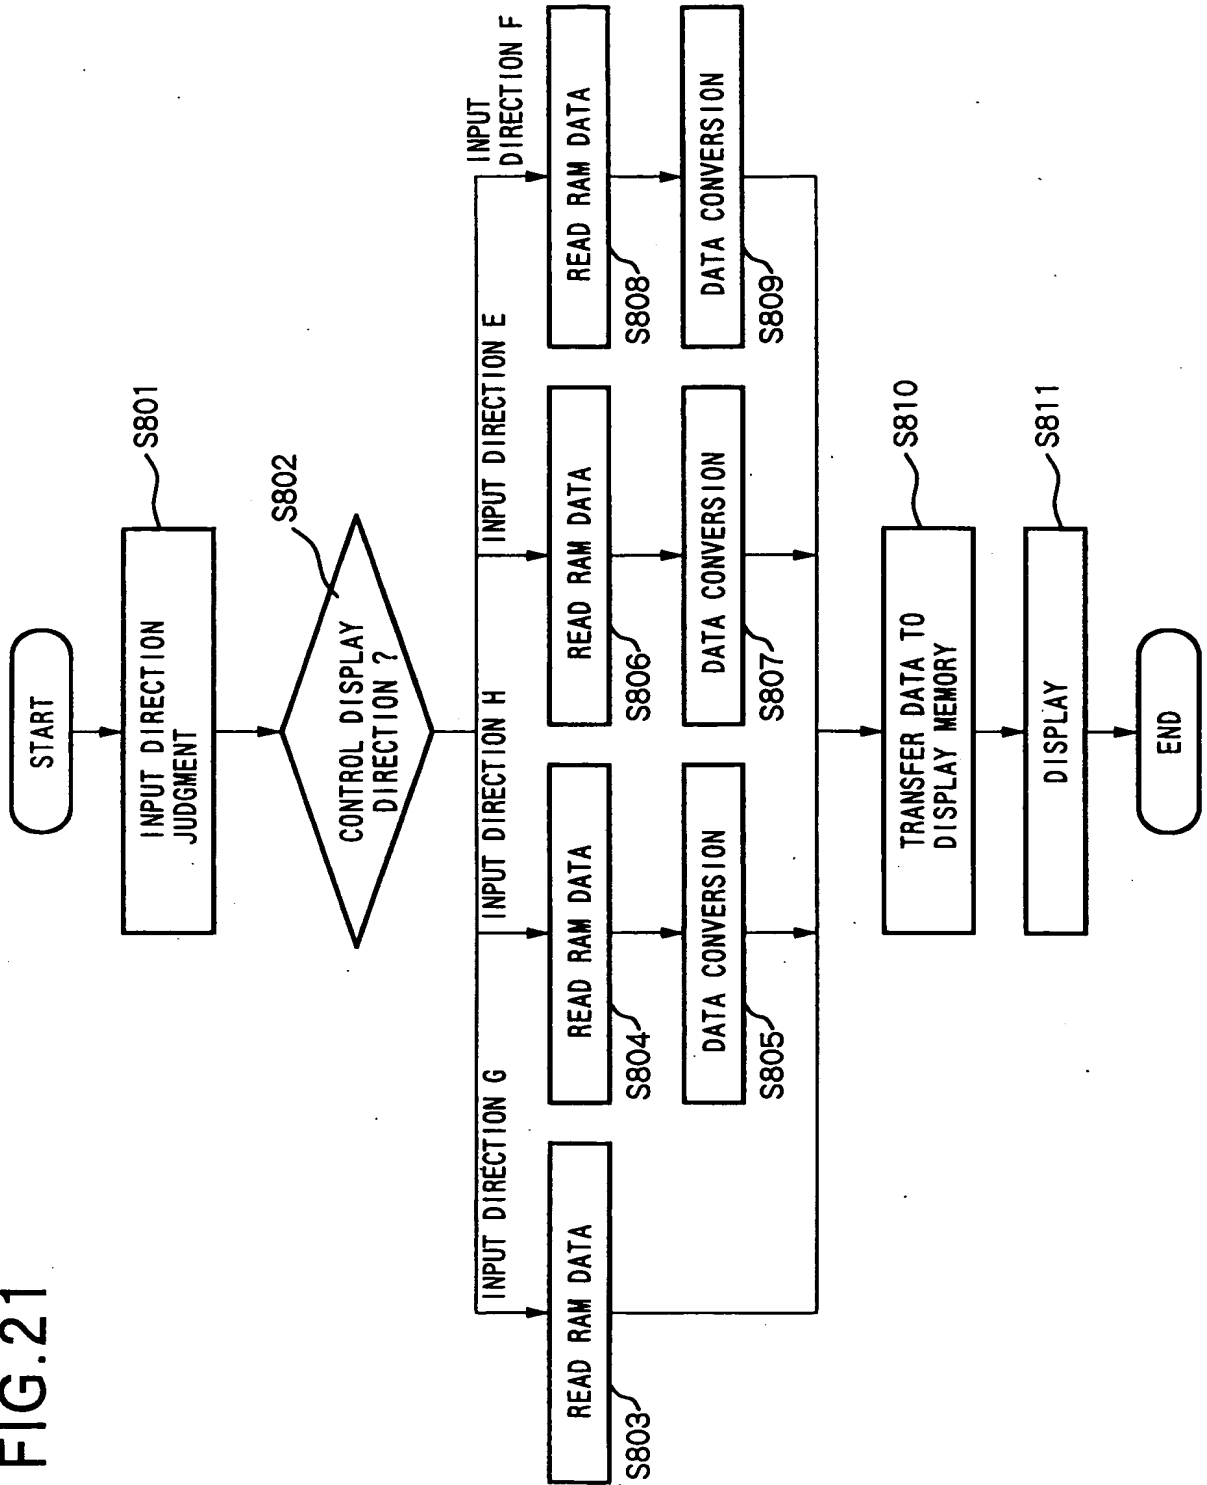 FIG.21
START
INPUT DIRECTION
JUDGMENT
S801
CONTROL DISPLAY
DIRECTION ?
S802
INPUT DIRECTION G
INPUT DIRECTION H
INPUT DIRECTION E
INPUT
DIRECTION F
READ RAM DATA
S803
READ RAM DATA
S804
READ RAM DATA
S806
READ RAM DATA
S808
DATA CONVERSION
S805
DATA CONVERSION
S807
DATA CONVERSION
S809
TRANSFER DATA TO
DISPLAY MEMORY
S810
DISPLAY
S811
END